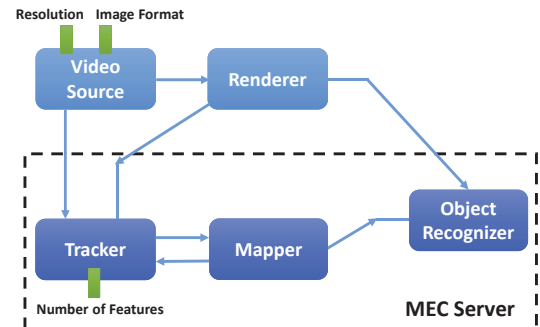 Resolution
Image Format
Video
Source
Renderer
Tracker
Mapper
Object
Recognizer
Number of Features
MEC Server